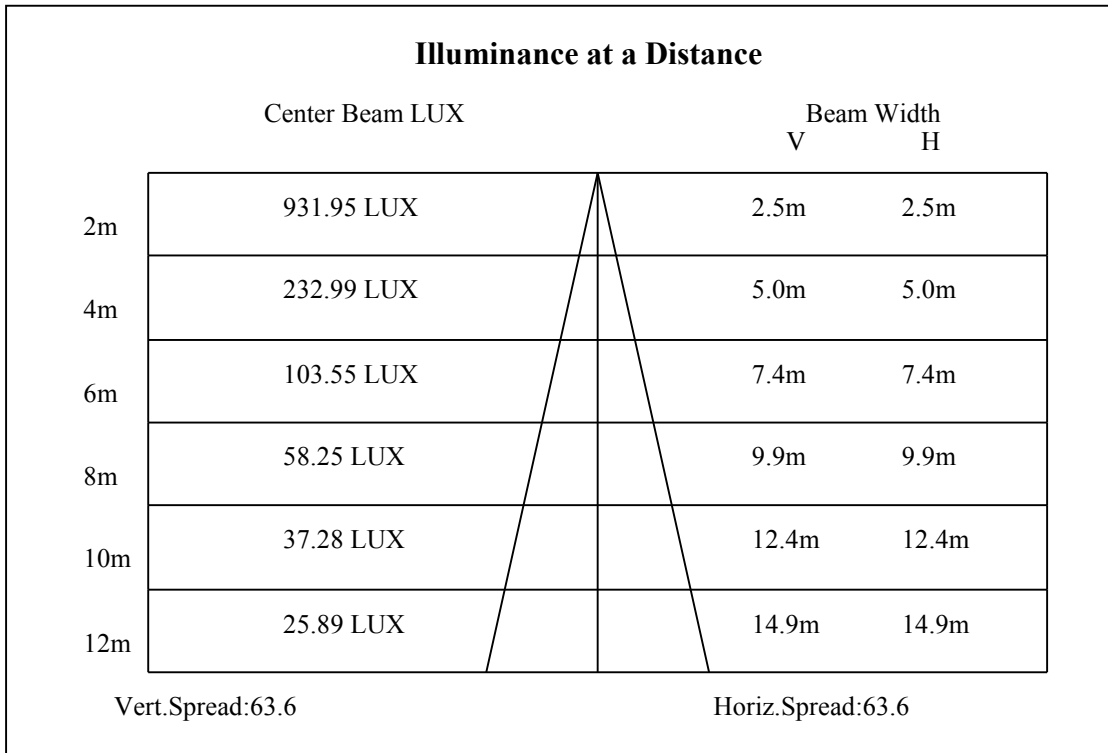 Illuminance at a Distance
Center Beam LUX Beam Width
V H
2m 931.95 LUX 2.5m 2.5m
4m 232.99 LUX 5.0m 5.0m
6m 103.55 LUX 7.4m 7.4m
8m 58.25 LUX 9.9m 9.9m
10m 37.28 LUX 12.4m 12.4m
12m 25.89 LUX 14.9m 14.9m
Vert.Spread:63.6 Horiz.Spread:63.6